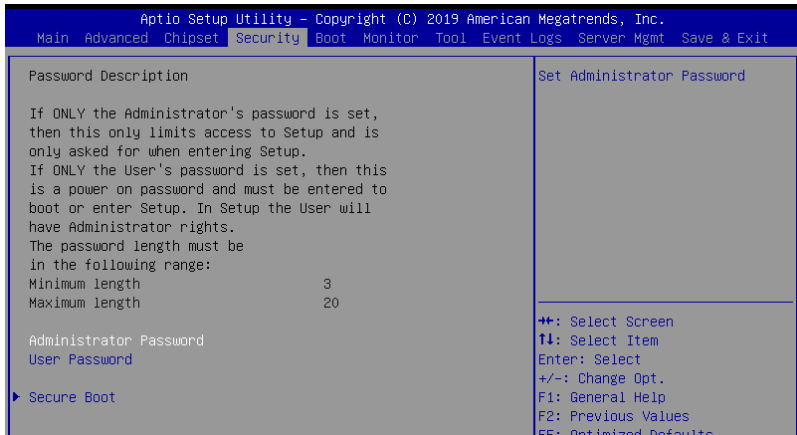 Aptio Setup Utility – Copyright (C) 2019 American Megatrends, Inc.
Main Advanced Chipset Security Boot Monitor Tool Event Logs Server Mgmt Save & Exit
Password Description
If ONLY the Administrator's password is set,
then this only limits access to Setup and is
only asked for when entering Setup.
If ONLY the User's password is set, then this
is a power on password and must be entered to
boot or enter Setup. In Setup the User will
have Administrator rights.
The password length must be
in the following range:
Minimum length 3
Maximum length 20
Administrator Password
User Password
Secure Boot
Set Administrator Password
→←: Select Screen
↑↓: Select Item
Enter: Select
+/-: Change Opt.
F1: General Help
F2: Previous Values
Optimized Defaults